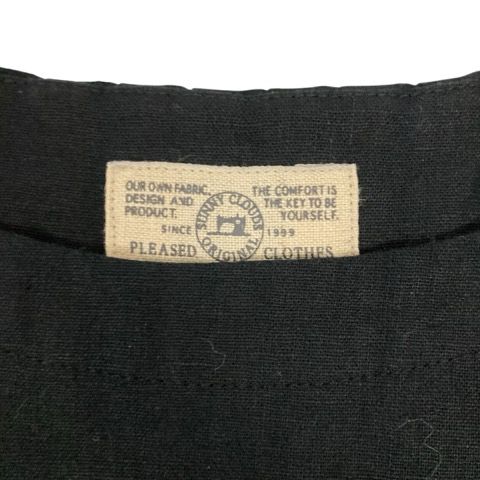 OUR OWN FABRIC,
DESIGN AND
PRODUCT.
THE COMFORT IS
THE KEY TO BE
YOURSELF.
SINCE 1999
SUNNY CLOUDS
ORIGINAL
PLEASED CLOTHES